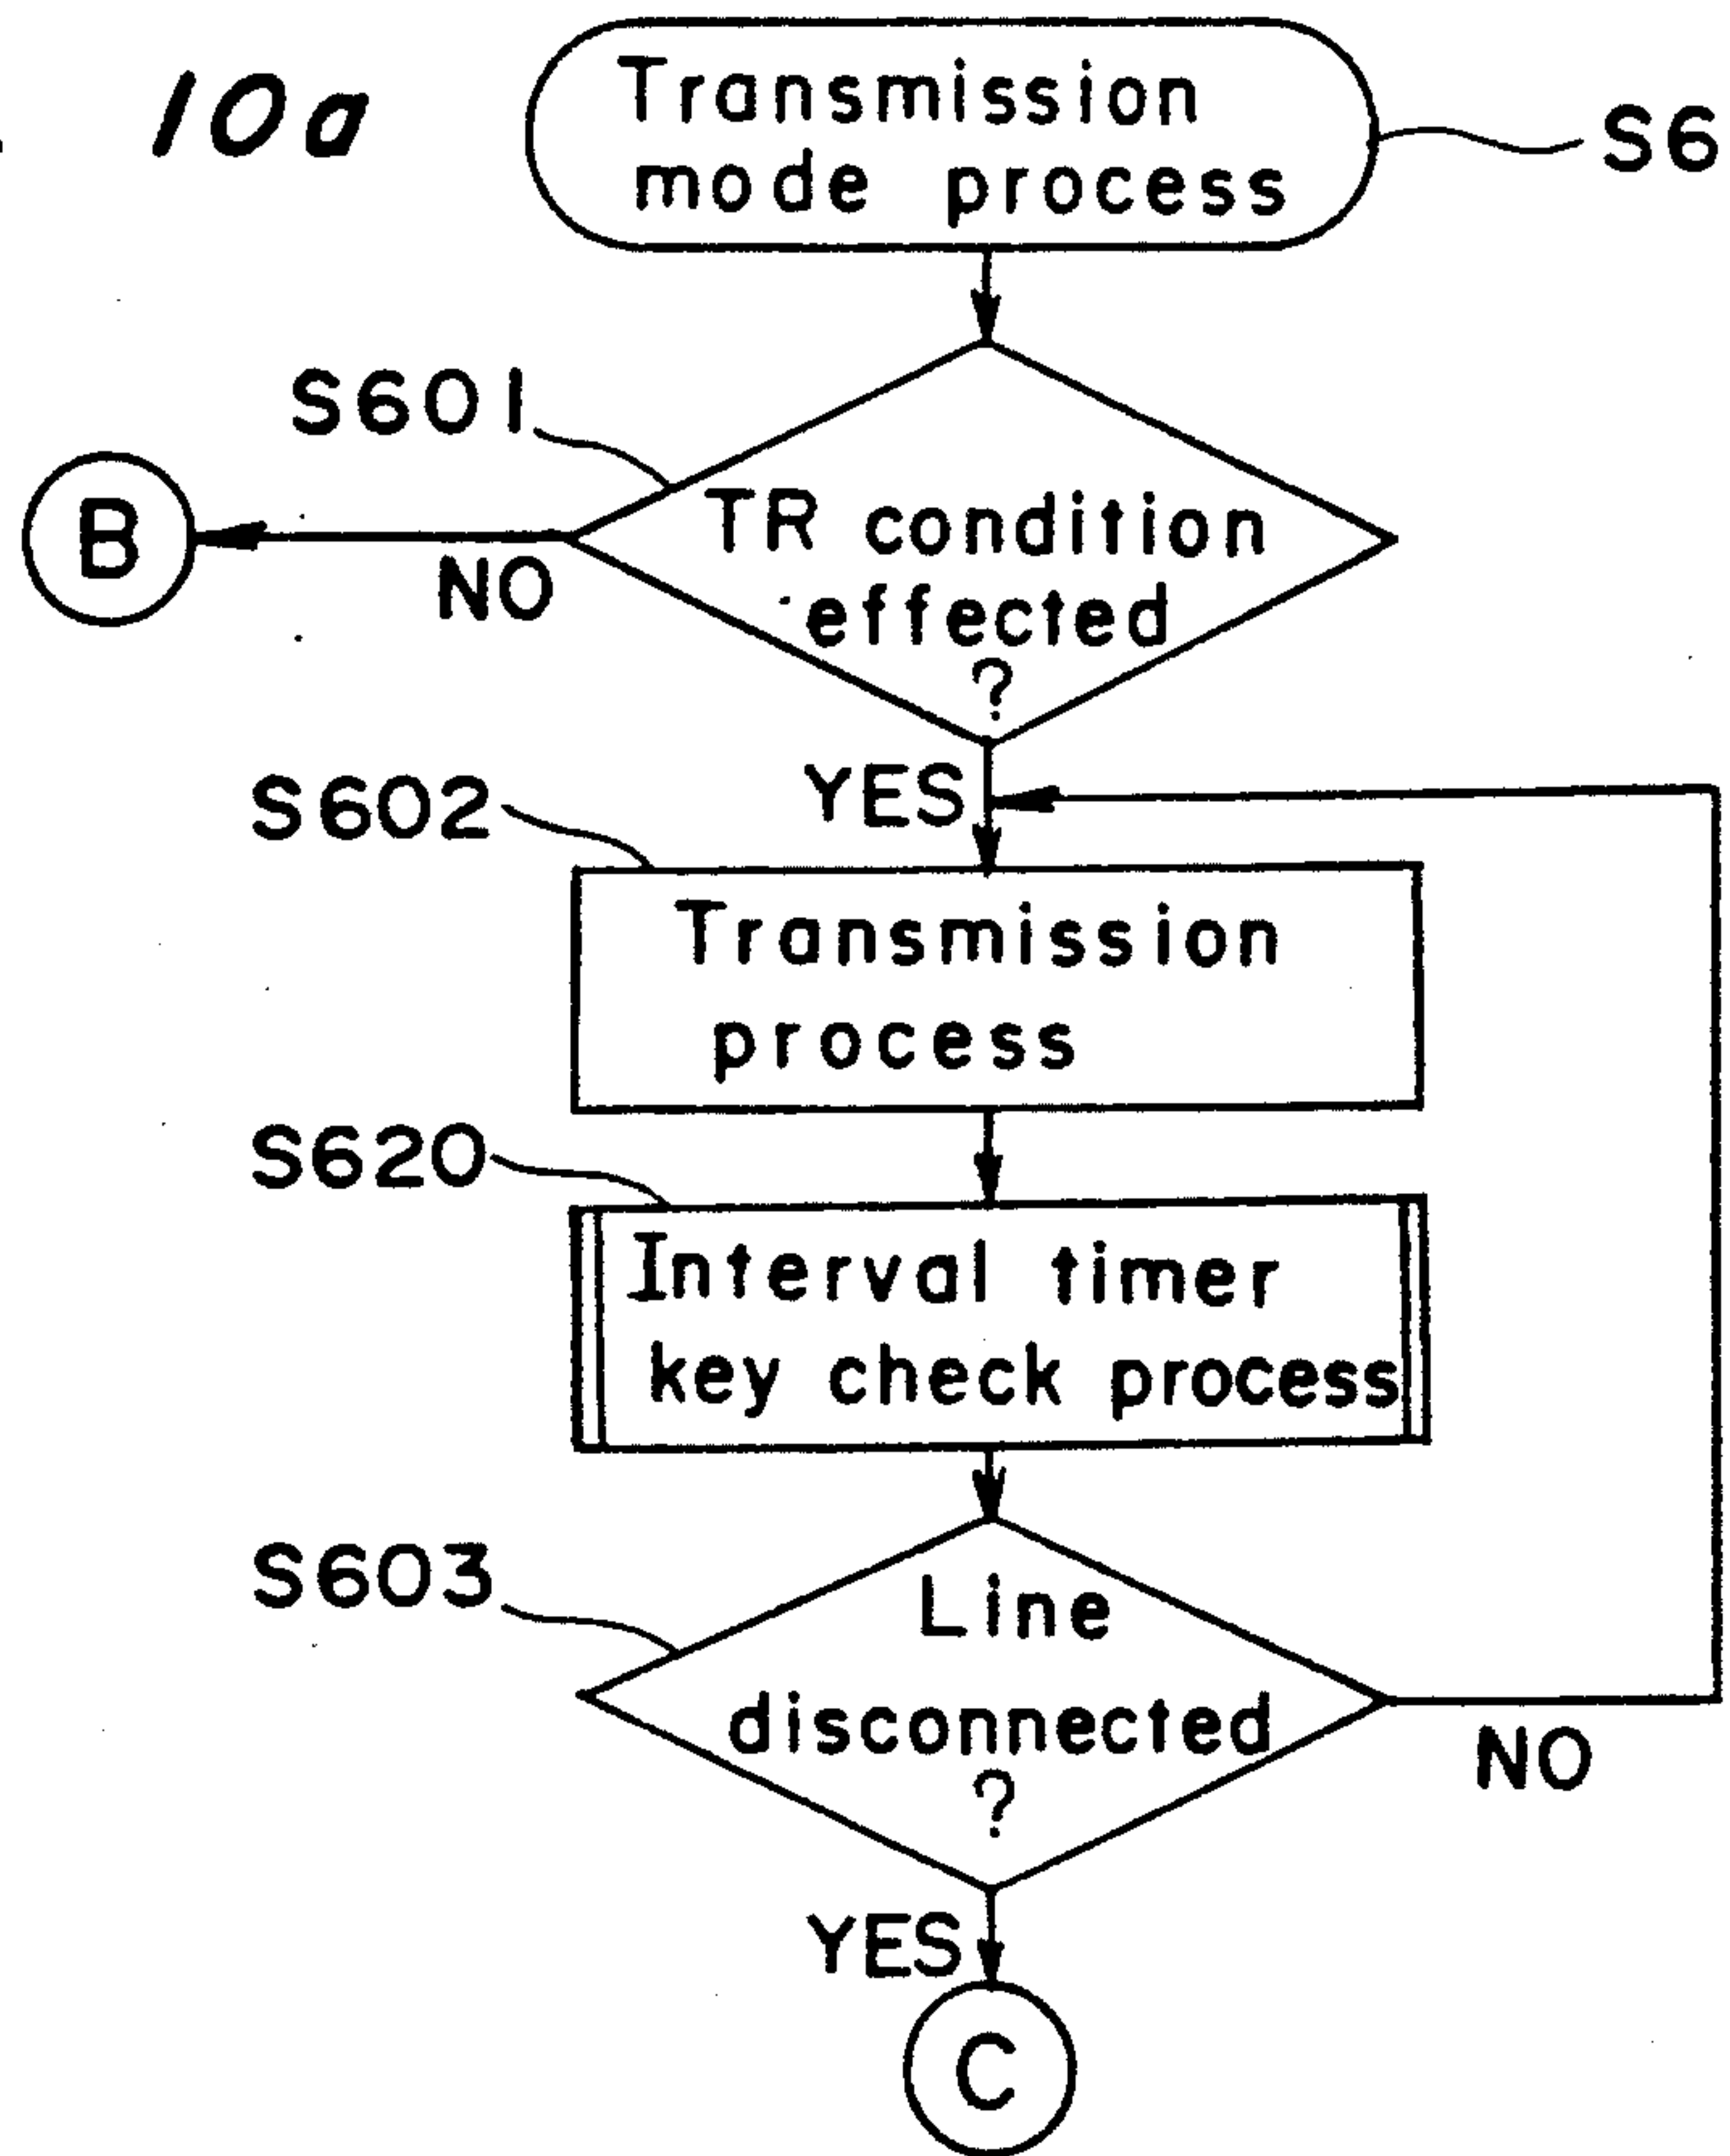 10a
Transmission
mode process
S6
S601
B
NO
TR condition
effected
?
YES
S602
Transmission
process
S620
Interval timer
key check process
S603
Line
disconnected
?
NO
YES
C